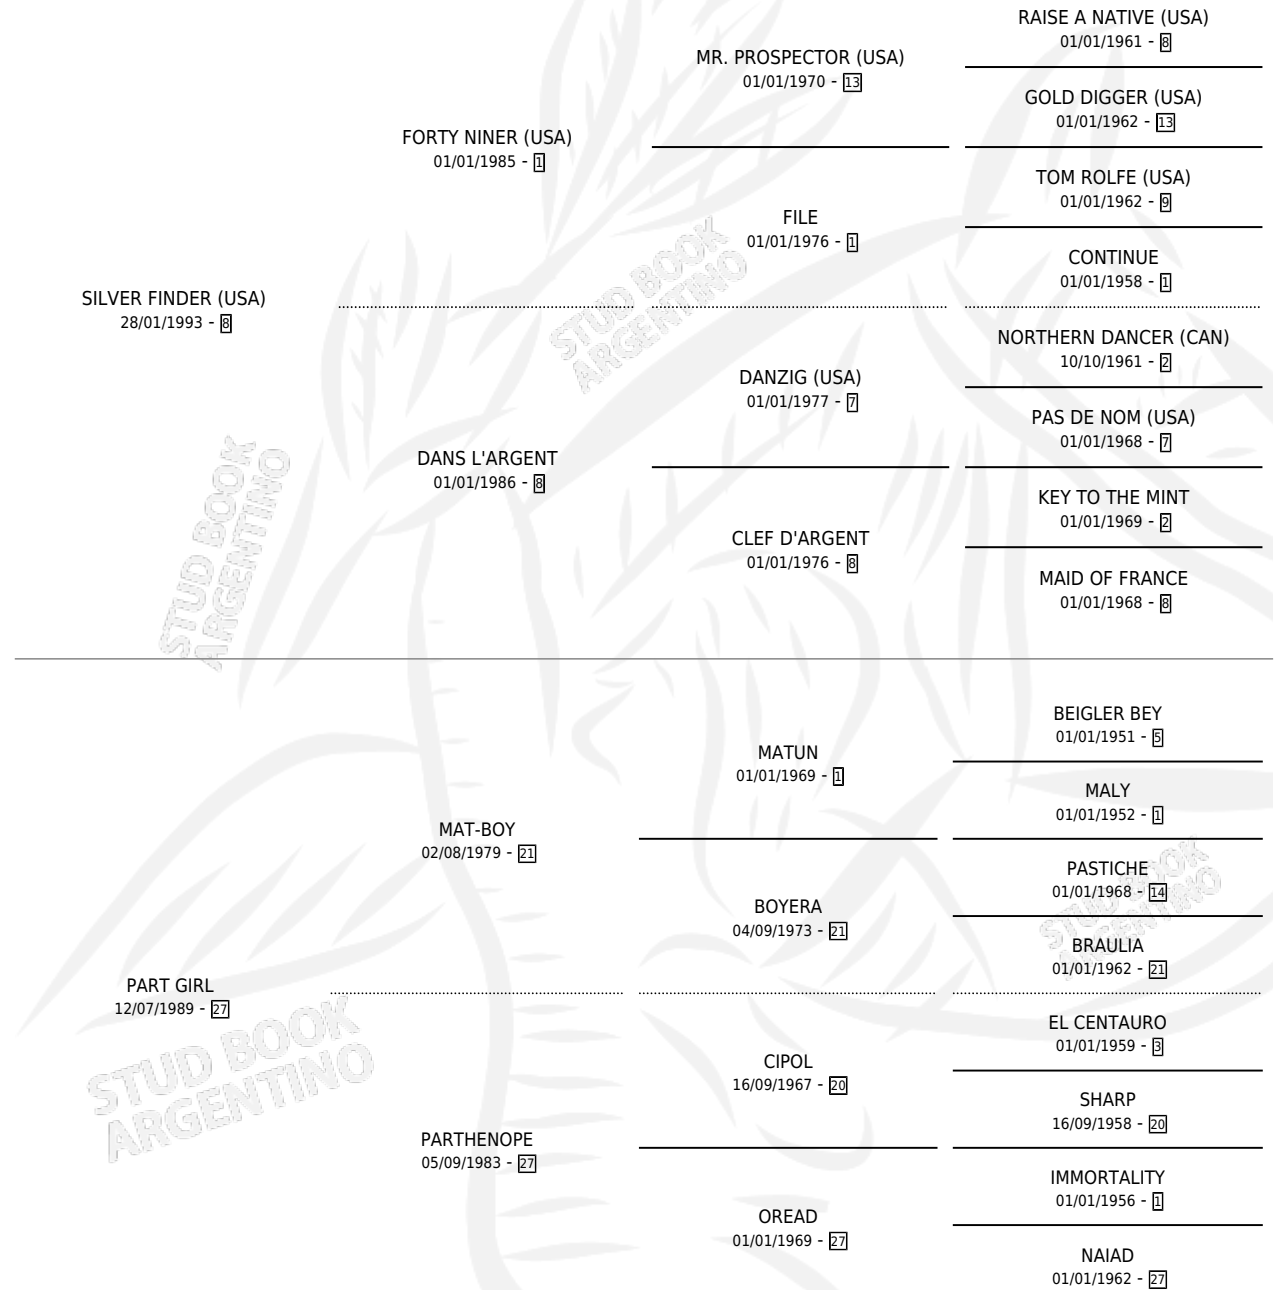 RAISE A NATIVE (USA)
01/01/1961 - 8
MR. PROSPECTOR (USA)
01/01/1970 - 13
GOLD DIGGER (USA)
01/01/1962 - 13
FORTY NINER (USA)
01/01/1985 - 1
TOM ROLFE (USA)
01/01/1962 - 9
FILE
01/01/1976 - 1
CONTINUE
01/01/1958 - 1
SILVER FINDER (USA)
28/01/1993 - 8
NORTHERN DANCER (CAN)
10/10/1961 - 2
DANZIG (USA)
01/01/1977 - 7
PAS DE NOM (USA)
01/01/1968 - 7
DANS L'ARGENT
01/01/1986 - 8
KEY TO THE MINT
01/01/1969 - 2
CLEF D'ARGENT
01/01/1976 - 8
MAID OF FRANCE
01/01/1968 - 8
BEIGLER BEY
01/01/1951 - 5
MATUN
01/01/1969 - 1
MALY
01/01/1952 - 1
MAT-BOY
02/08/1979 - 21
PASTICHE
01/01/1968 - 14
BOYERA
04/09/1973 - 21
BRAULIA
01/01/1962 - 21
PART GIRL
12/07/1989 - 27
EL CENTAURO
01/01/1959 - 3
CIPOL
16/09/1967 - 20
SHARP
16/09/1958 - 20
PARTHENOPE
05/09/1983 - 27
IMMORTALITY
01/01/1956 - 1
OREAD
01/01/1969 - 27
NAIAD
01/01/1962 - 27
STUD BOOK
ARGENTINO
STUD BOOK
ARGENTINO
STUD BOOK
ARGENTINO
STUD BOOK
ARGENTINO